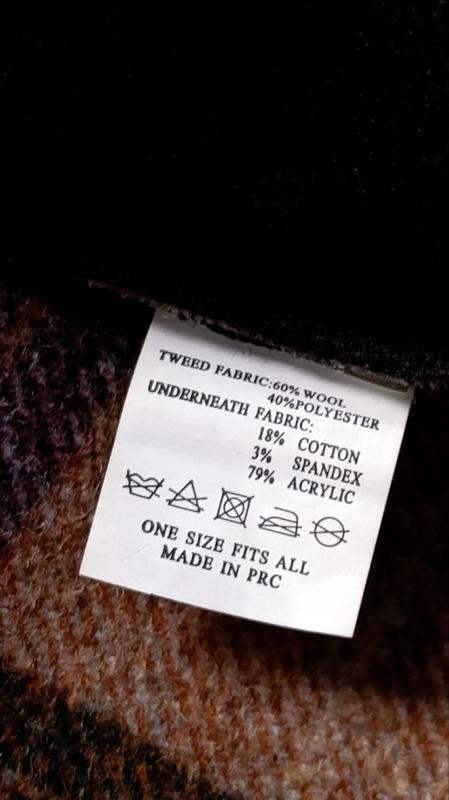 TWEED FABRIC:60% WOOL
40%POLYESTER
UNDERNEATH FABRIC:
18% COTTON
3% SPANDEX
79% ACRYLIC
ONE SIZE FITS ALL
MADE IN PRC